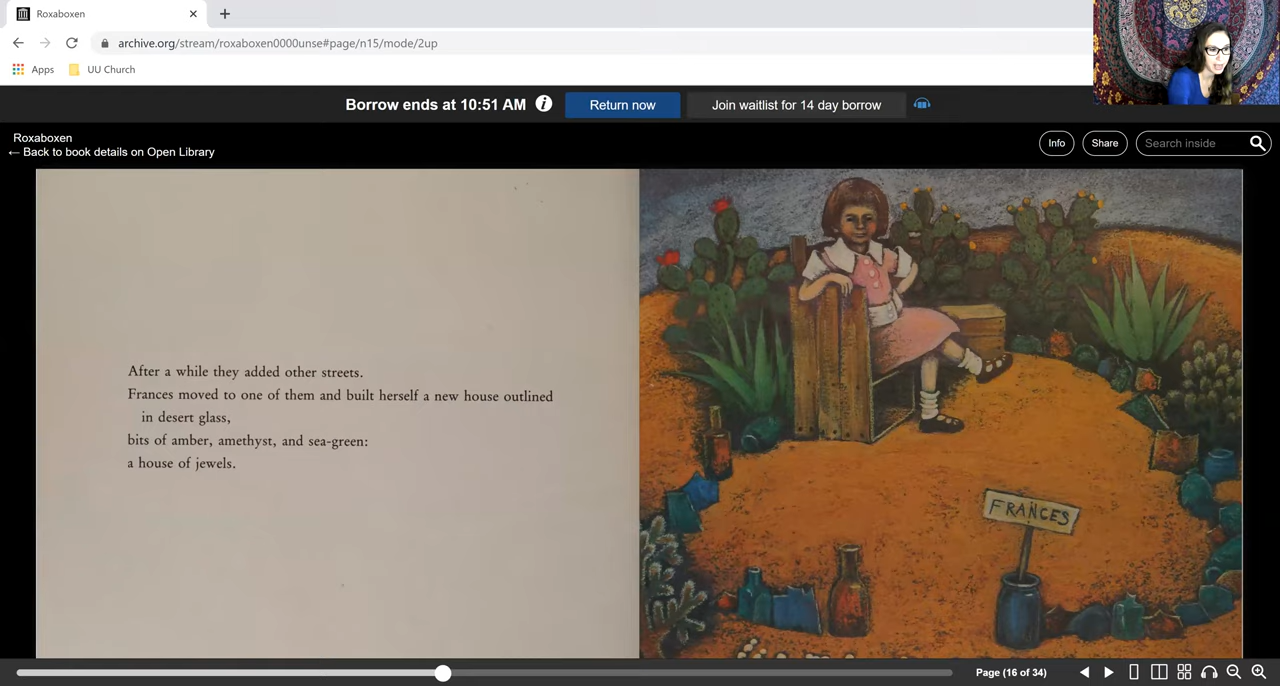 Roxaboxen
archive.org/stream/roxaboxen0000unse#page/n15/mode/2up
Apps
UU Church
Borrow ends at 10:51 AM
i
Return now
Join waitlist for 14 day borrow
Roxaboxen
← Back to book details on Open Library
Info
Share
Search inside
After a while they added other streets.
Frances moved to one of them and built herself a new house outlined
in desert glass,
bits of amber, amethyst, and sea-green:
a house of jewels.
FRANCES
Page (16 of 34)